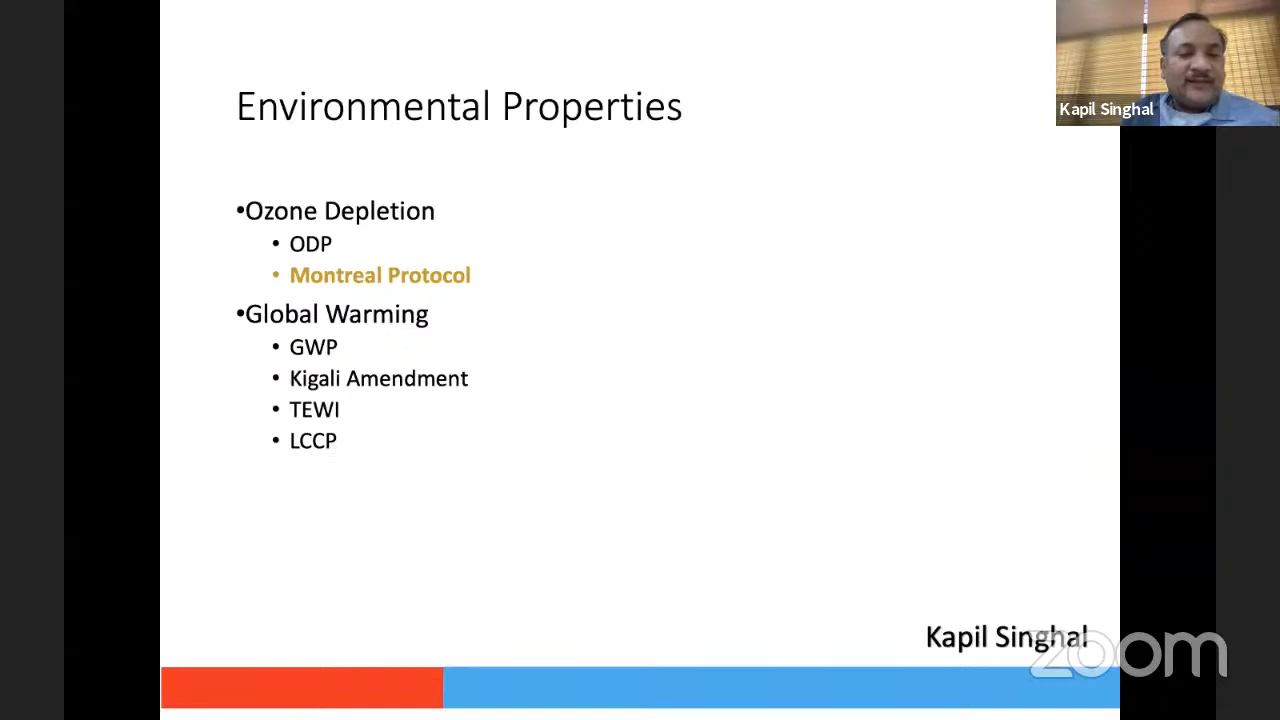 Kapil Singhal
Environmental Properties
•Ozone Depletion
• ODP
• Montreal Protocol
•Global Warming
• GWP
• Kigali Amendment
• TEWI
• LCCP
Kapil Singhal
zoom